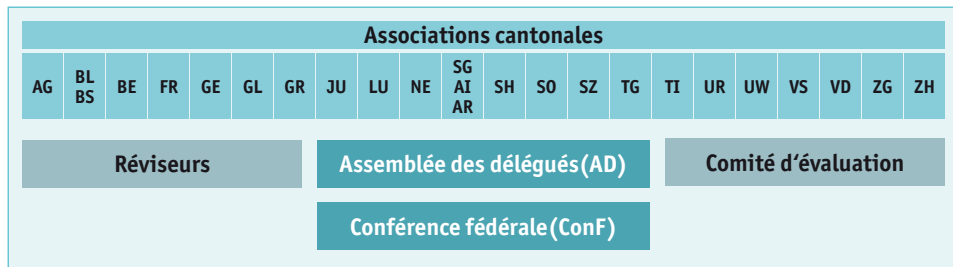 Associations cantonales
AG BL BS BE FR GE GL GR JU LU NE SG AI AR SH SO SZ TG TI UR UW VS VD ZG ZH
Réviseurs Assemblée des délégués(AD) Comité d‘évaluation
Conférence fédérale(ConF)